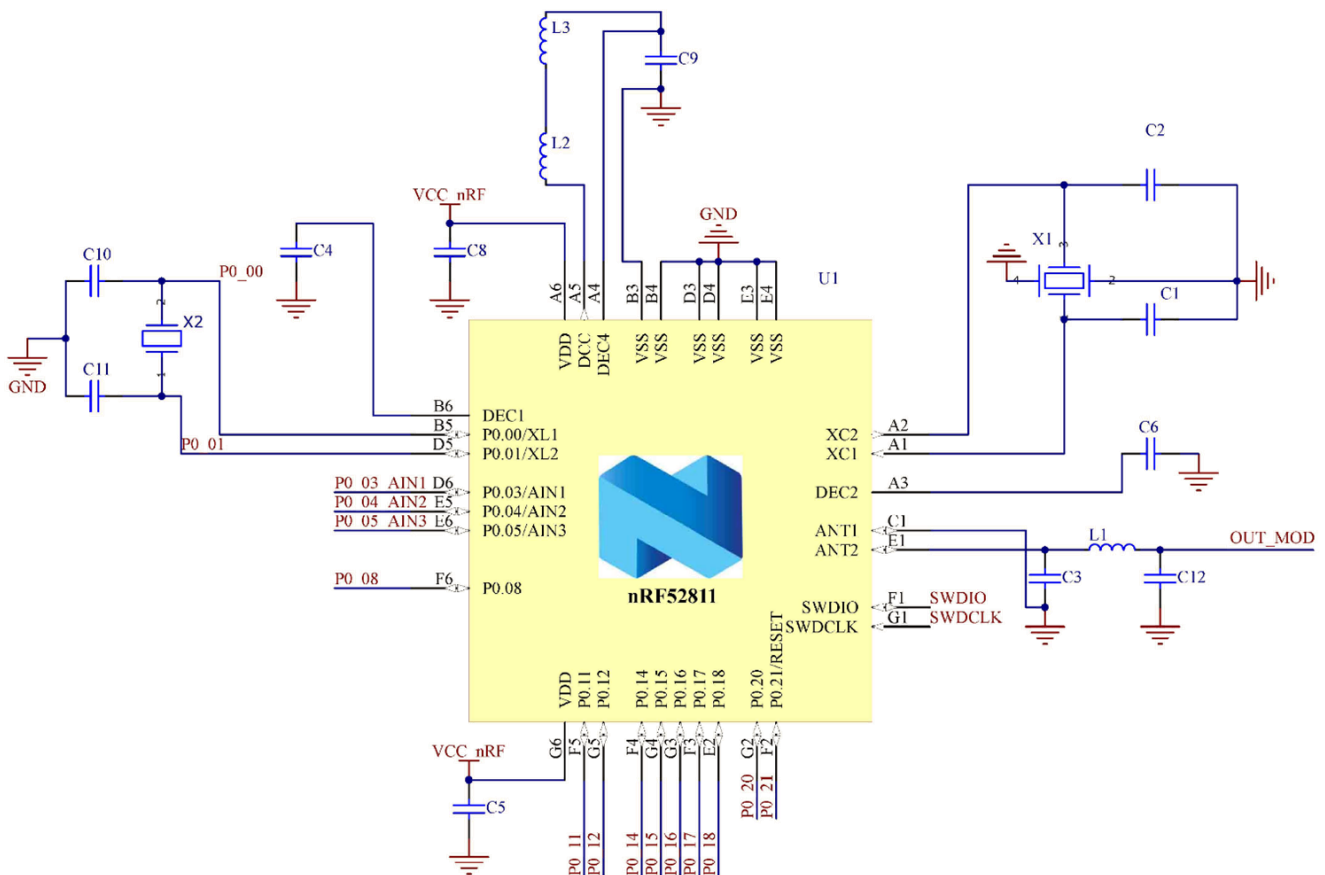 L3
C9
C2
L2
VCC_nRF
GND
C4
C8
X1
3
4
2
C10
P0_00
U1
C1
A6
A5
A4
B3
B4
D3
D4
E3
E4
2
X2
1
VDD
DCC
DEC4
VSS
VSS
VSS
VSS
VSS
VSS
GND
C11
B6
DEC1
B5
P0.00/XL1
P0_01
D5
P0.01/XL2
XC2
A2
XC1
A1
C6
P0_03_AIN1
D6
P0.03/AIN1
DEC2
A3
P0_04_AIN2
E5
P0.04/AIN2
P0_05_AIN3
E6
P0.05/AIN3
ANT1
C1
ANT2
E1
L1
OUT_MOD
C3
C12
P0_08
F6
P0.08
nRF52811
SWDIO
F1
SWDIO
SWDCLK
G1
SWDCLK
VDD
P0.11
P0.12
P0.14
P0.15
P0.16
P0.17
P0.18
P0.20
P0.21/RESET
VCC_nRF
G6
F5
G5
F4
G4
G3
F3
E2
G2
F2
C5
P0_20
P0_21
P0_11
P0_12
P0_14
P0_15
P0_16
P0_17
P0_18